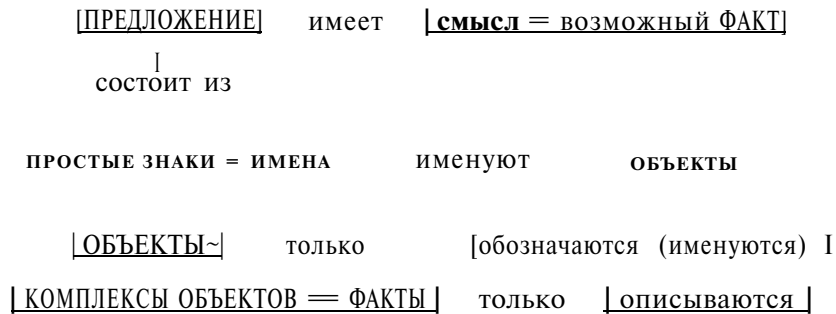 [ПРЕДЛОЖЕНИЕ] имеет |смысл = возможный ФАКТ]
|
состоит из
ПРОСТЫЕ ЗНАКИ = ИМЕНА именуют ОБЪЕКТЫ
|ОБЪЕКТЫ~| только [обозначаются (именуются) I
|КОМПЛЕКСЫ ОБЪЕКТОВ = ФАКТЫ| только |описываются|